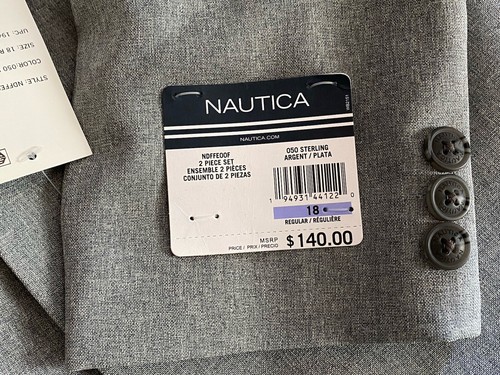 NAUTICA
NAUTICA.COM
NDFFE00F
2 PIECE SET
ENSEMBLE 2 PIÈCES
CONJUNTO DE 2 PIEZAS
050 STERLING
ARGENT / PLATA
1 94931 44122 0
18
REGULAR / RÉGULIÈRE
MSRP
PRICE / PRIX / PRECIO
$140.00
STYLE: NDFFE
COLOR:050 S
SIZE: 18 R
UPC: 19